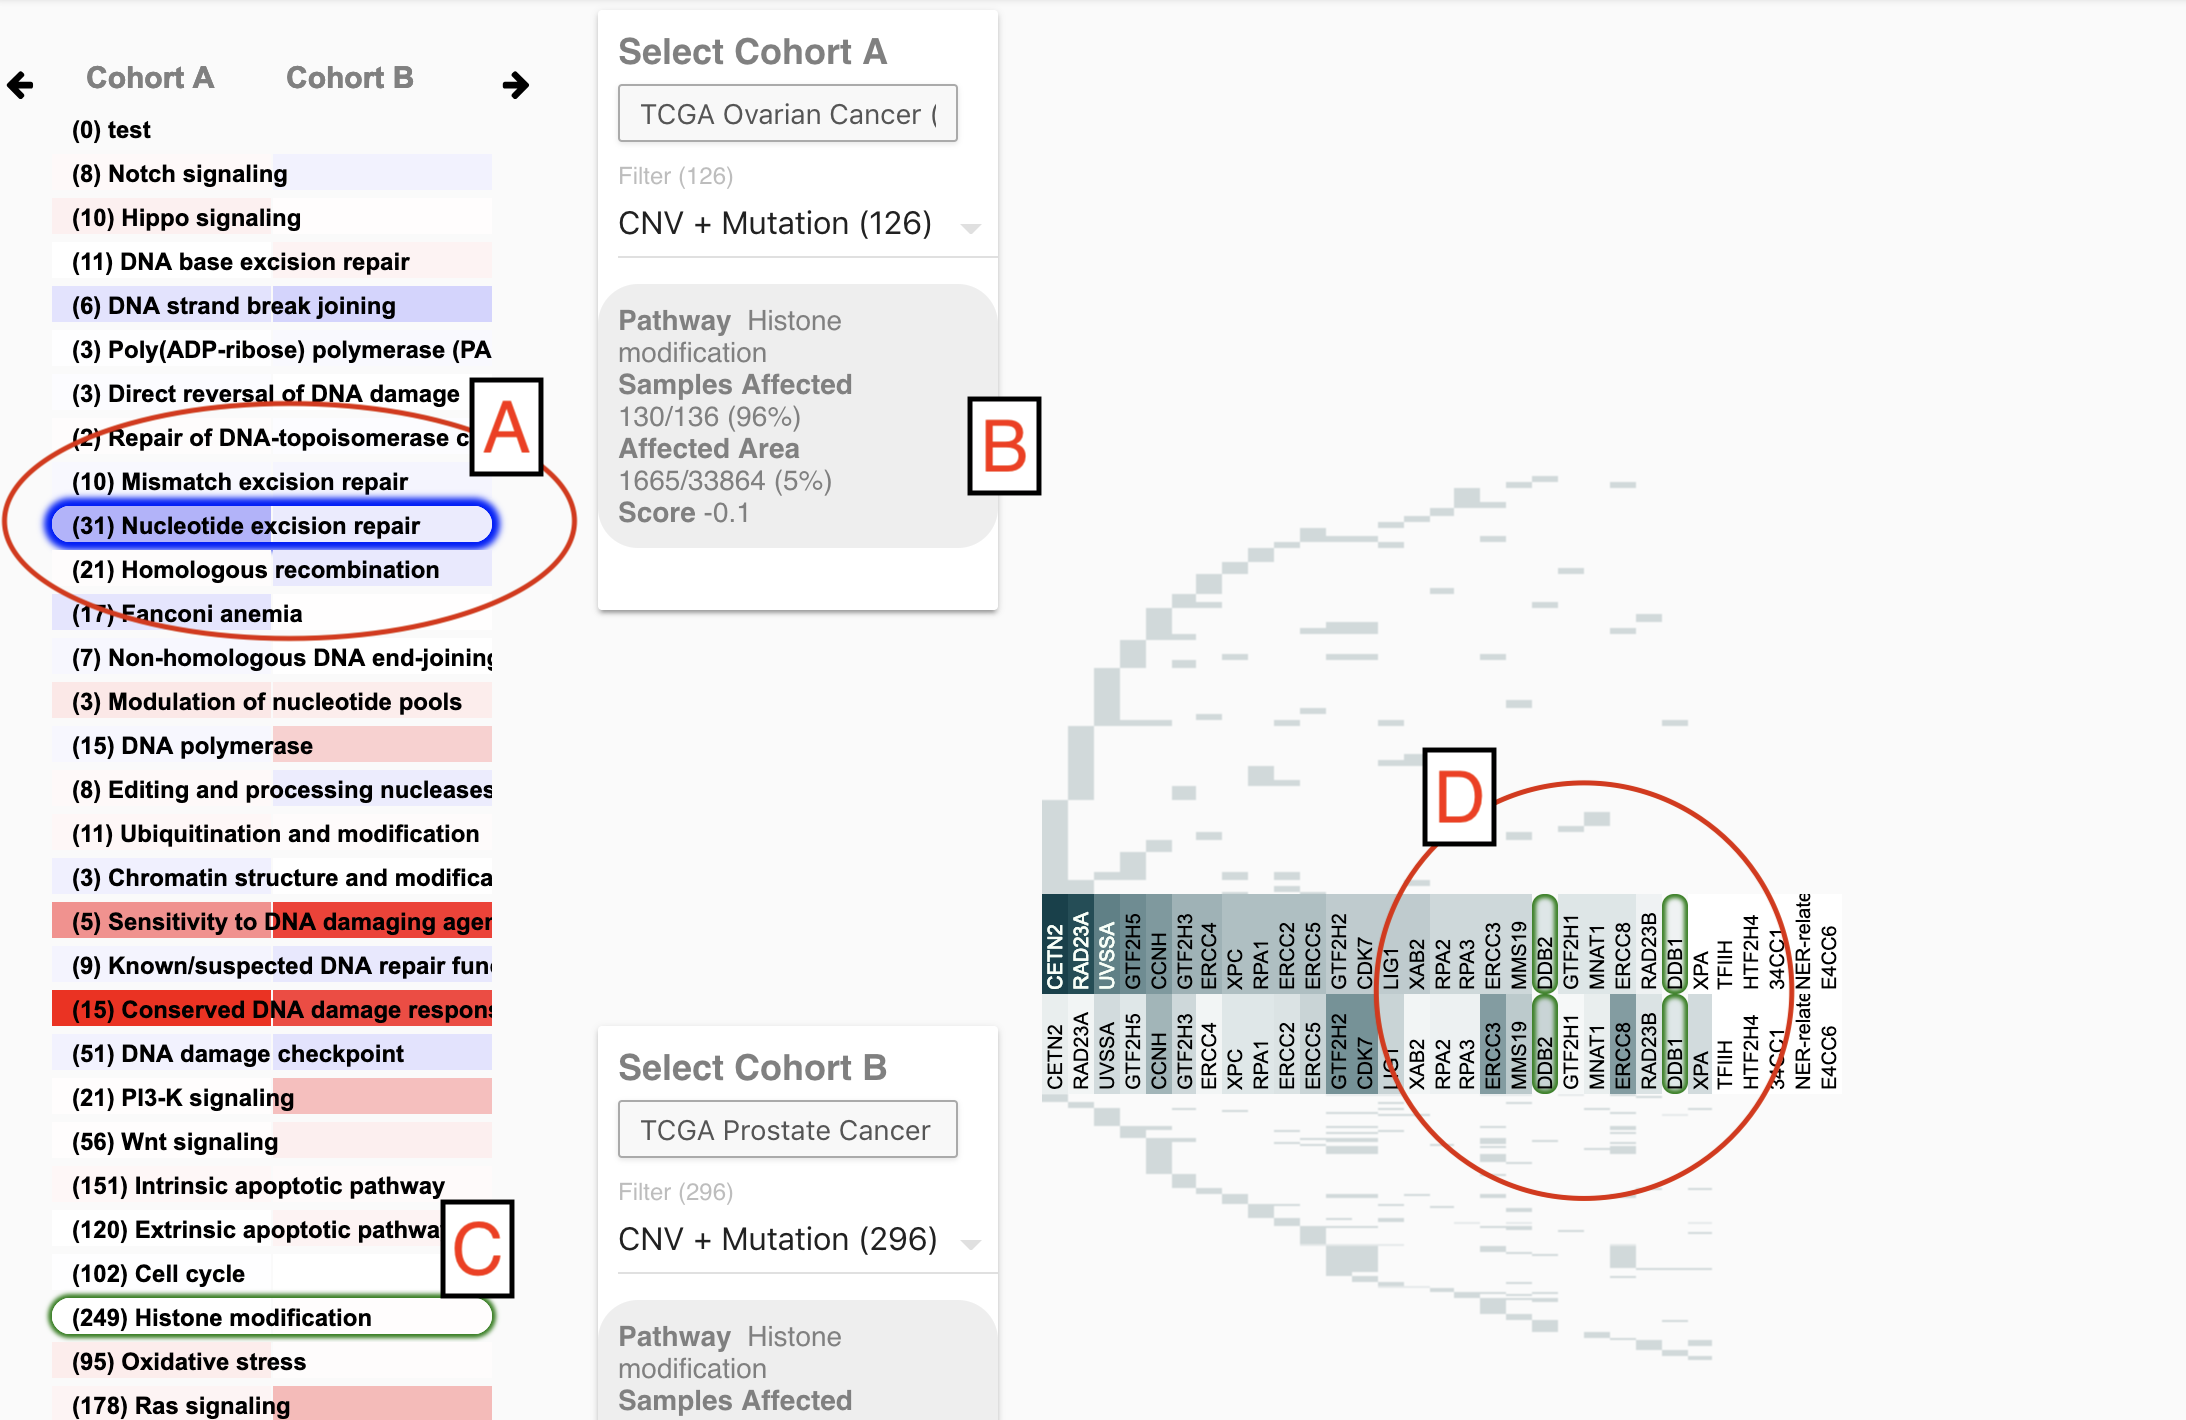 Cohort A
Cohort B
(0) test
(8) Notch signaling
(10) Hippo signaling
(11) DNA base excision repair
(6) DNA strand break joining
(3) Poly(ADP-ribose) polymerase (PA
(3) Direct reversal of DNA damage
(2) Repair of DNA-topoisomerase c
(10) Mismatch excision repair
(31) Nucleotide excision repair
(21) Homologous recombination
(17) Fanconi anemia
(7) Non-homologous DNA end-joining
(3) Modulation of nucleotide pools
(15) DNA polymerase
(8) Editing and processing nucleases
(11) Ubiquitination and modification
(3) Chromatin structure and modifica
(5) Sensitivity to DNA damaging agen
(9) Known/suspected DNA repair fun
(15) Conserved DNA damage respons
(51) DNA damage checkpoint
(21) PI3-K signaling
(56) Wnt signaling
(151) Intrinsic apoptotic pathway
(120) Extrinsic apoptotic pathwa
(102) Cell cycle
(249) Histone modification
(95) Oxidative stress
(178) Ras signaling
A
C
Select Cohort A
TCGA Ovarian Cancer (
Filter (126)
CNV + Mutation (126)
Pathway Histone
modification
Samples Affected
130/136 (96%)
Affected Area
1665/33864 (5%)
Score -0.1
B
Select Cohort B
TCGA Prostate Cancer
Filter (296)
CNV + Mutation (296)
Pathway Histone
modification
Samples Affected
D
CETN2
RAD23A
UVSSA
GTF2H5
CCNH
GTF2H3
ERCC4
XPC
RPA1
ERCC2
ERCC5
GTF2H2
CDK7
LIG1
XAB2
RPA2
RPA3
ERCC3
MMS19
DDB2
GTF2H1
MNAT1
ERCC8
RAD23B
DDB1
XPA
TFIIH
HTF2H4
34CC1
NER-relate
E4CC6
CETN2
RAD23A
UVSSA
GTF2H5
CCNH
GTF2H3
ERCC4
XPC
RPA1
ERCC2
ERCC5
GTF2H2
CDK7
LIG1
XAB2
RPA2
RPA3
ERCC3
MMS19
DDB2
GTF2H1
MNAT1
ERCC8
RAD23B
DDB1
XPA
TFIIH
HTF2H4
34CC1
NER-relate
E4CC6